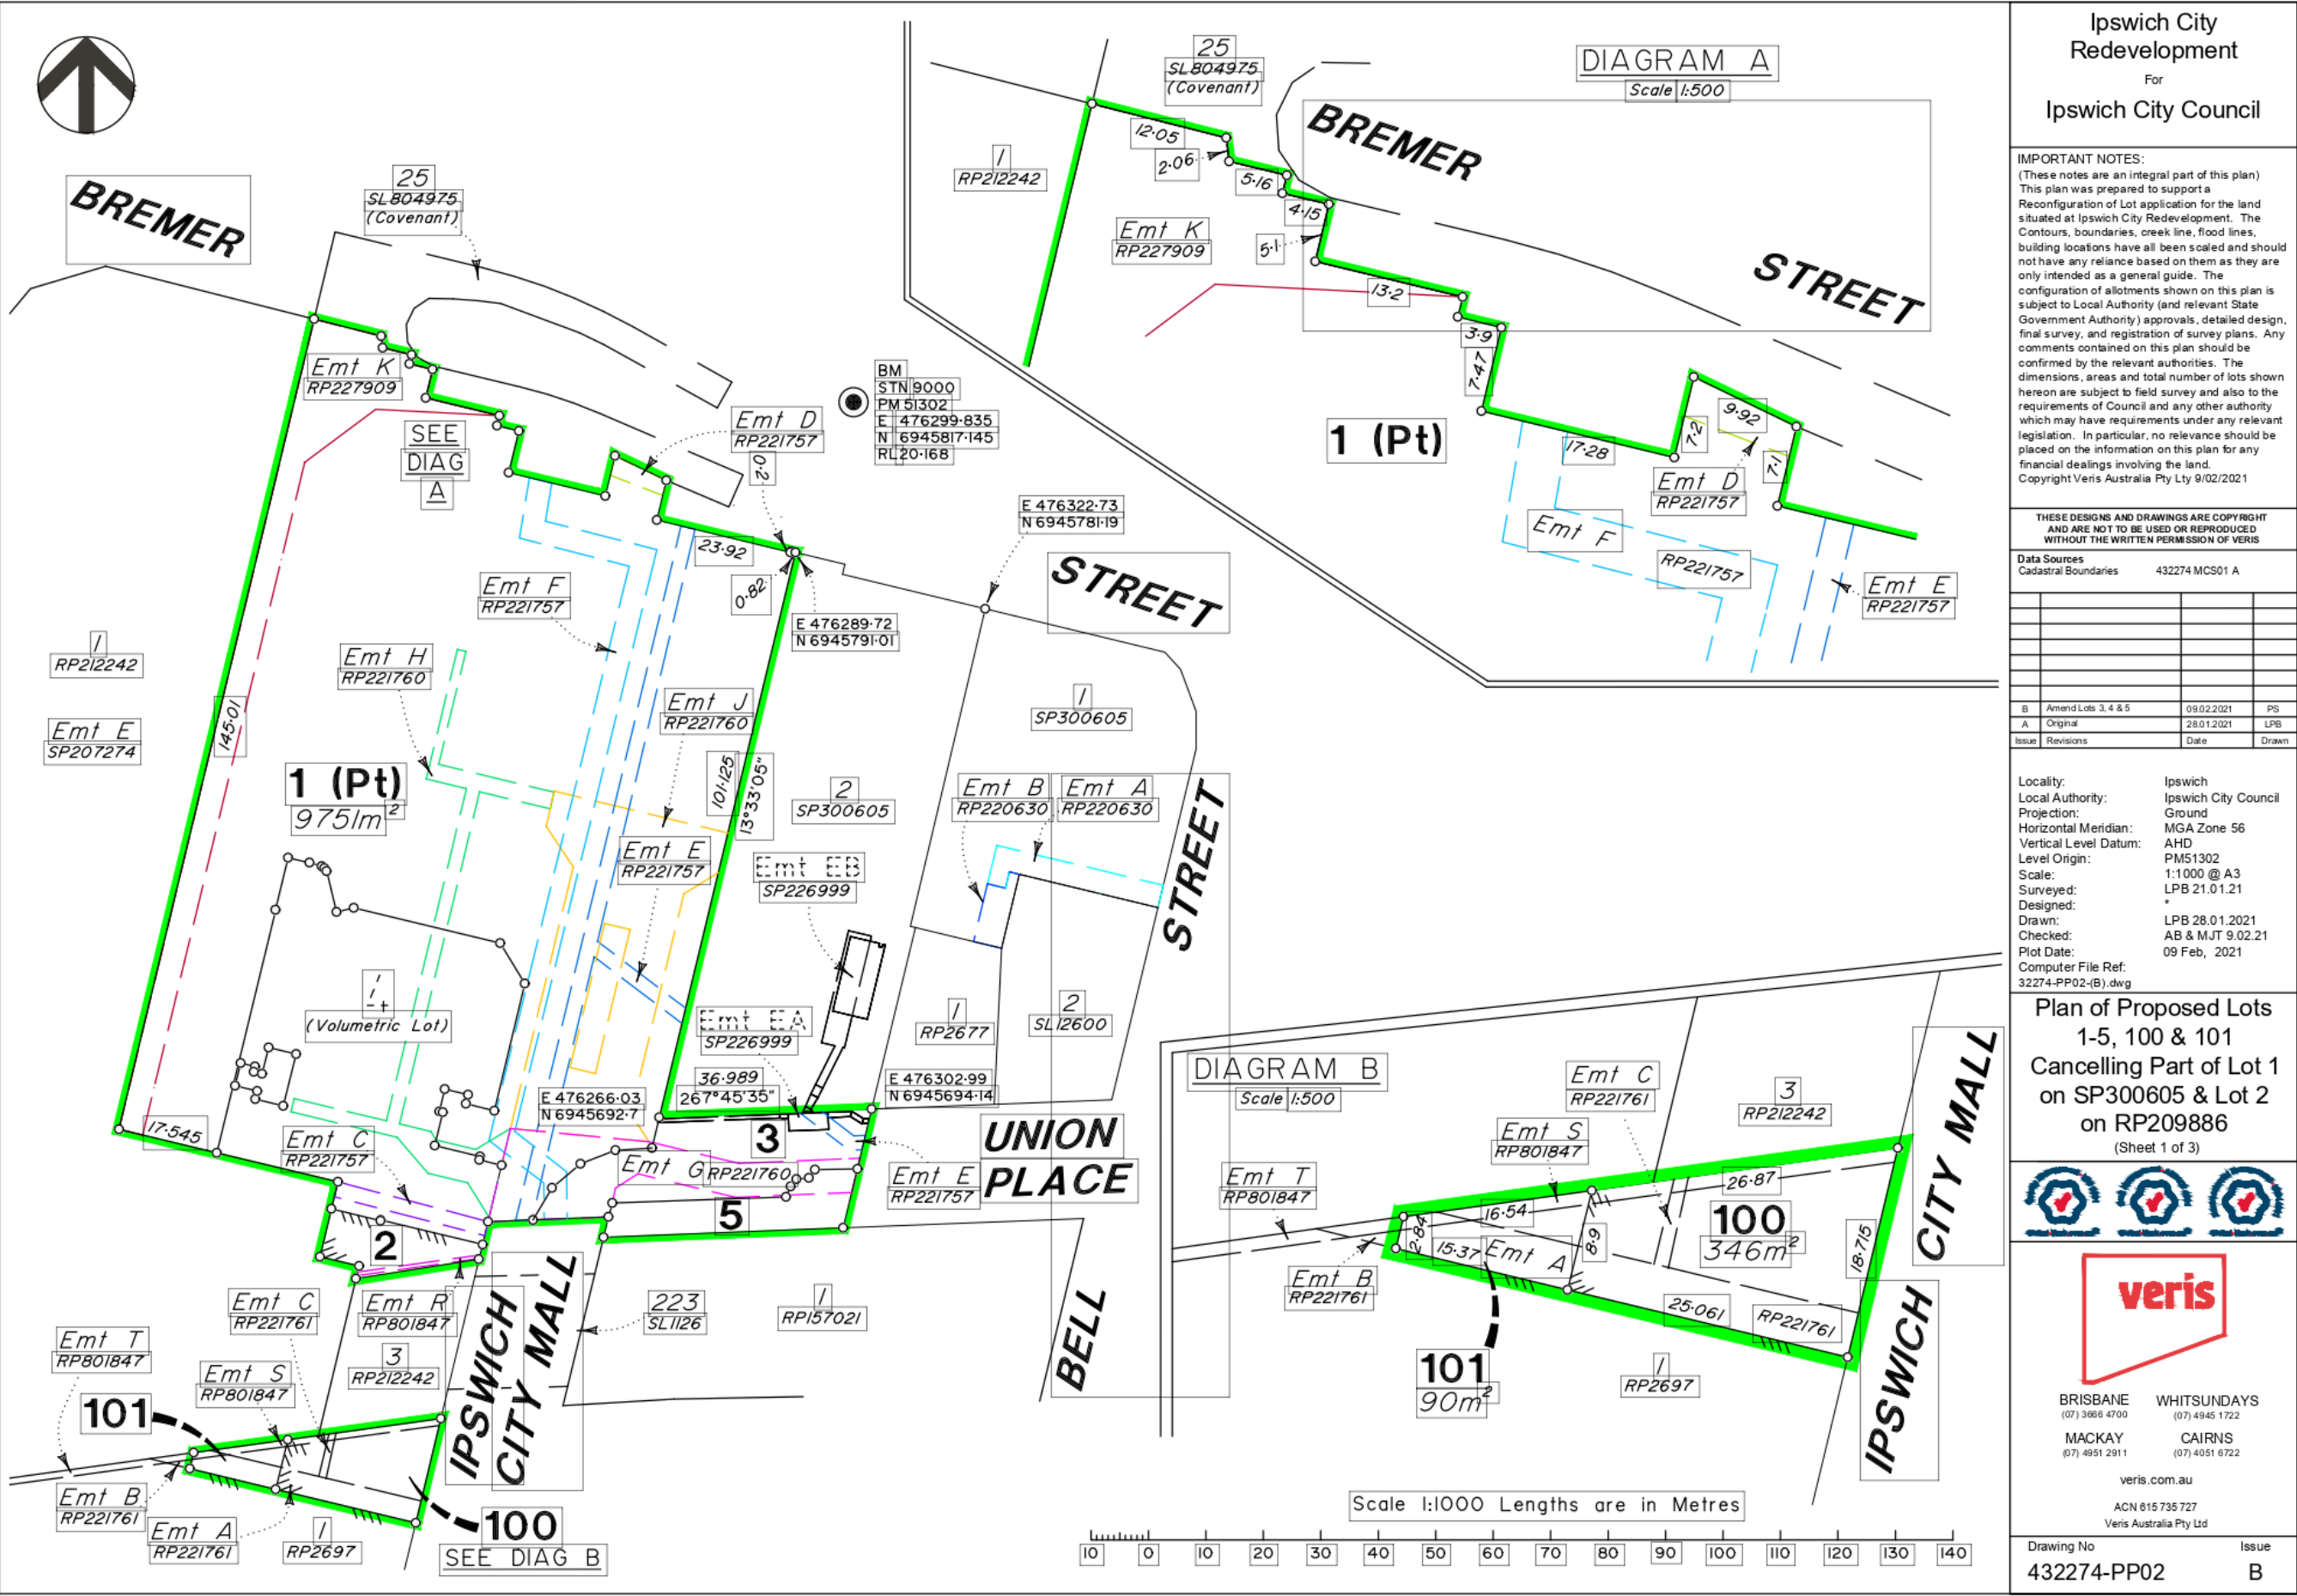 BREMER
25
SL804975
(Covenant)
Emt K
RP227909
SEE
DIAG
A
BM
STN 9000
PM 51302
E 476299·835
N 6945817·145
RL20·168
Emt D
RP221757
0·2
23·92
0·82
E 476322·73
N 6945781·19
STREET
E 476289·72
N 6945791·01
Emt F
RP221757
1
RP212242
Emt H
RP221760
Emt E
SP207274
145·01
Emt J
RP221760
1
SP300605
101·125
13°33'05"
1 (Pt)
9751m2
2
SP300605
Emt B
RP220630
Emt A
RP220630
STREET
Emt E
RP221757
Emt EB
SP226999
1
(Volumetric Lot)
1
RP2677
2
SL12600
Emt EA
SP226999
36·989
267°45'35"
E 476266·03
N 6945692·7
E 476302·99
N 6945694·14
17·545
Emt C
RP221757
3
UNION
PLACE
Emt G
RP221760
Emt E
RP221757
5
2
Emt C
RP221761
Emt R
RP801847
IPSWICH
CITY MALL
223
SL1126
1
RP157021
BELL
Emt T
RP801847
Emt S
RP801847
3
RP212242
101
Emt B
RP221761
Emt A
RP221761
1
RP2697
100
SEE DIAG B
DIAGRAM A
Scale 1:500
25
SL804975
(Covenant)
BREMER
12·05
2·06
5·16
4·15
5·1
1
RP212242
Emt K
RP227909
STREET
13·2
3·9
7·47
1 (Pt)
17·28
7·2
9·92
7·1
Emt D
RP221757
Emt F
RP221757
Emt E
RP221757
DIAGRAM B
Scale 1:500
Emt C
RP221761
3
RP212242
Emt S
RP801847
Emt T
RP801847
26·87
16·54
2·84
15·37
Emt A
8·9
100
346m2
18·715
Emt B
RP221761
25·061
RP221761
101
90m2
1
RP2697
IPSWICH CITY MALL
Scale 1:1000 Lengths are in Metres
10 0 10 20 30 40 50 60 70 80 90 100 110 120 130 140
Ipswich City
Redevelopment
For
Ipswich City Council
IMPORTANT NOTES:
(These notes are an integral part of this plan)
This plan was prepared to support a
Reconfiguration of Lot application for the land
situated at Ipswich City Redevelopment. The
Contours, boundaries, creek line, flood lines,
building locations have all been scaled and should
not have any reliance based on them as they are
only intended as a general guide. The
configuration of allotments shown on this plan is
subject to Local Authority (and relevant State
Government Authority) approvals, detailed design,
final survey, and registration of survey plans. Any
comments contained on this plan should be
confirmed by the relevant authorities. The
dimensions, areas and total number of lots shown
hereon are subject to field survey and also to the
requirements of Council and any other authority
which may have requirements under any relevant
legislation. In particular, no relevance should be
placed on the information on this plan for any
financial dealings involving the land.
Copyright Veris Australia Pty Lty 9/02/2021
THESE DESIGNS AND DRAWINGS ARE COPYRIGHT
AND ARE NOT TO BE USED OR REPRODUCED
WITHOUT THE WRITTEN PERMISSION OF VERIS
Data Sources
Cadastral Boundaries 432274 MCS01 A
B Amend Lots 3, 4 & 5 09.02.2021 PS
A Original 28.01.2021 LPB
Issue Revisions Date Drawn
Locality: Ipswich
Local Authority: Ipswich City Council
Projection: Ground
Horizontal Meridian: MGA Zone 56
Vertical Level Datum: AHD
Level Origin: PM51302
Scale: 1:1000 @ A3
Surveyed: LPB 21.01.21
Designed: *
Drawn: LPB 28.01.2021
Checked: AB & MJT 9.02.21
Plot Date: 09 Feb, 2021
Computer File Ref:
32274-PP02-(B).dwg
Plan of Proposed Lots
1-5, 100 & 101
Cancelling Part of Lot 1
on SP300605 & Lot 2
on RP209886
(Sheet 1 of 3)
veris
BRISBANE WHITSUNDAYS
(07) 3666 4700 (07) 4945 1722
MACKAY CAIRNS
(07) 4951 2911 (07) 4051 6722
veris.com.au
ACN 615 735 727
Veris Australia Pty Ltd
Drawing No Issue
432274-PP02 B